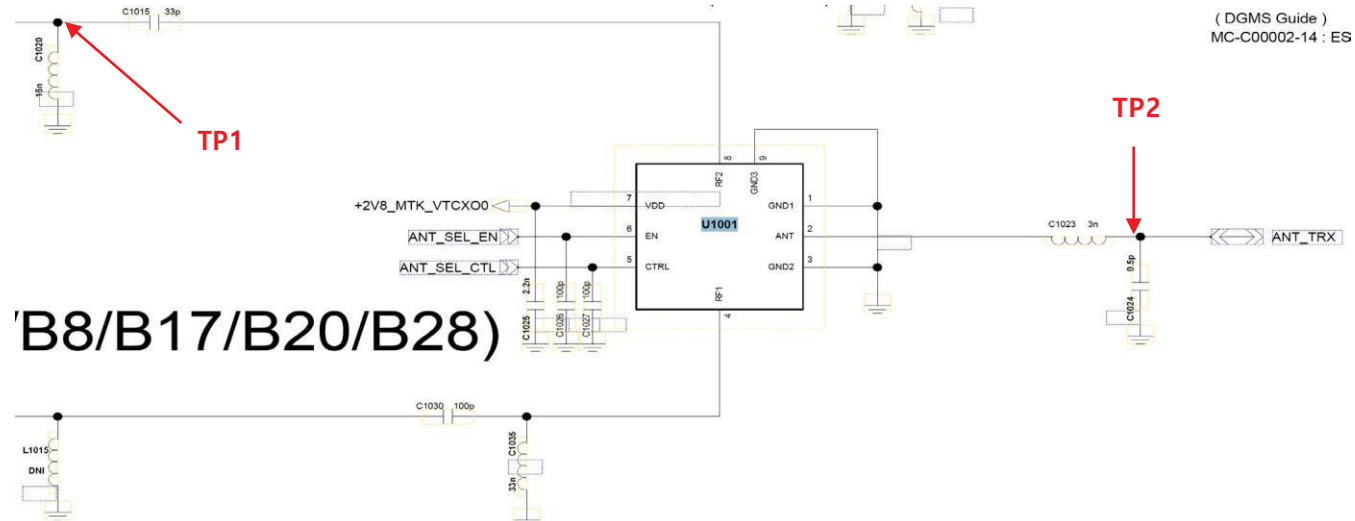 ( DGMS Guide )
MC-C00002-14 : ES
C1015 33p
C1020
15n
TP1
TP2
8
9
RF2
GND3
+2V8_MTK_VTCXO0
7
VDD
GND1
1
U1001
ANT_SEL_EN
6
EN
ANT
2
C1023 3n
ANT_TRX
ANT_SEL_CTL
5
CTRL
GND2
3
RF1
4
0.5p
C1024
2.2n
100p
100p
C1025
C1026
C1027
/B8/B17/B20/B28)
C1030 100p
L1015
DNI
C1035
33n